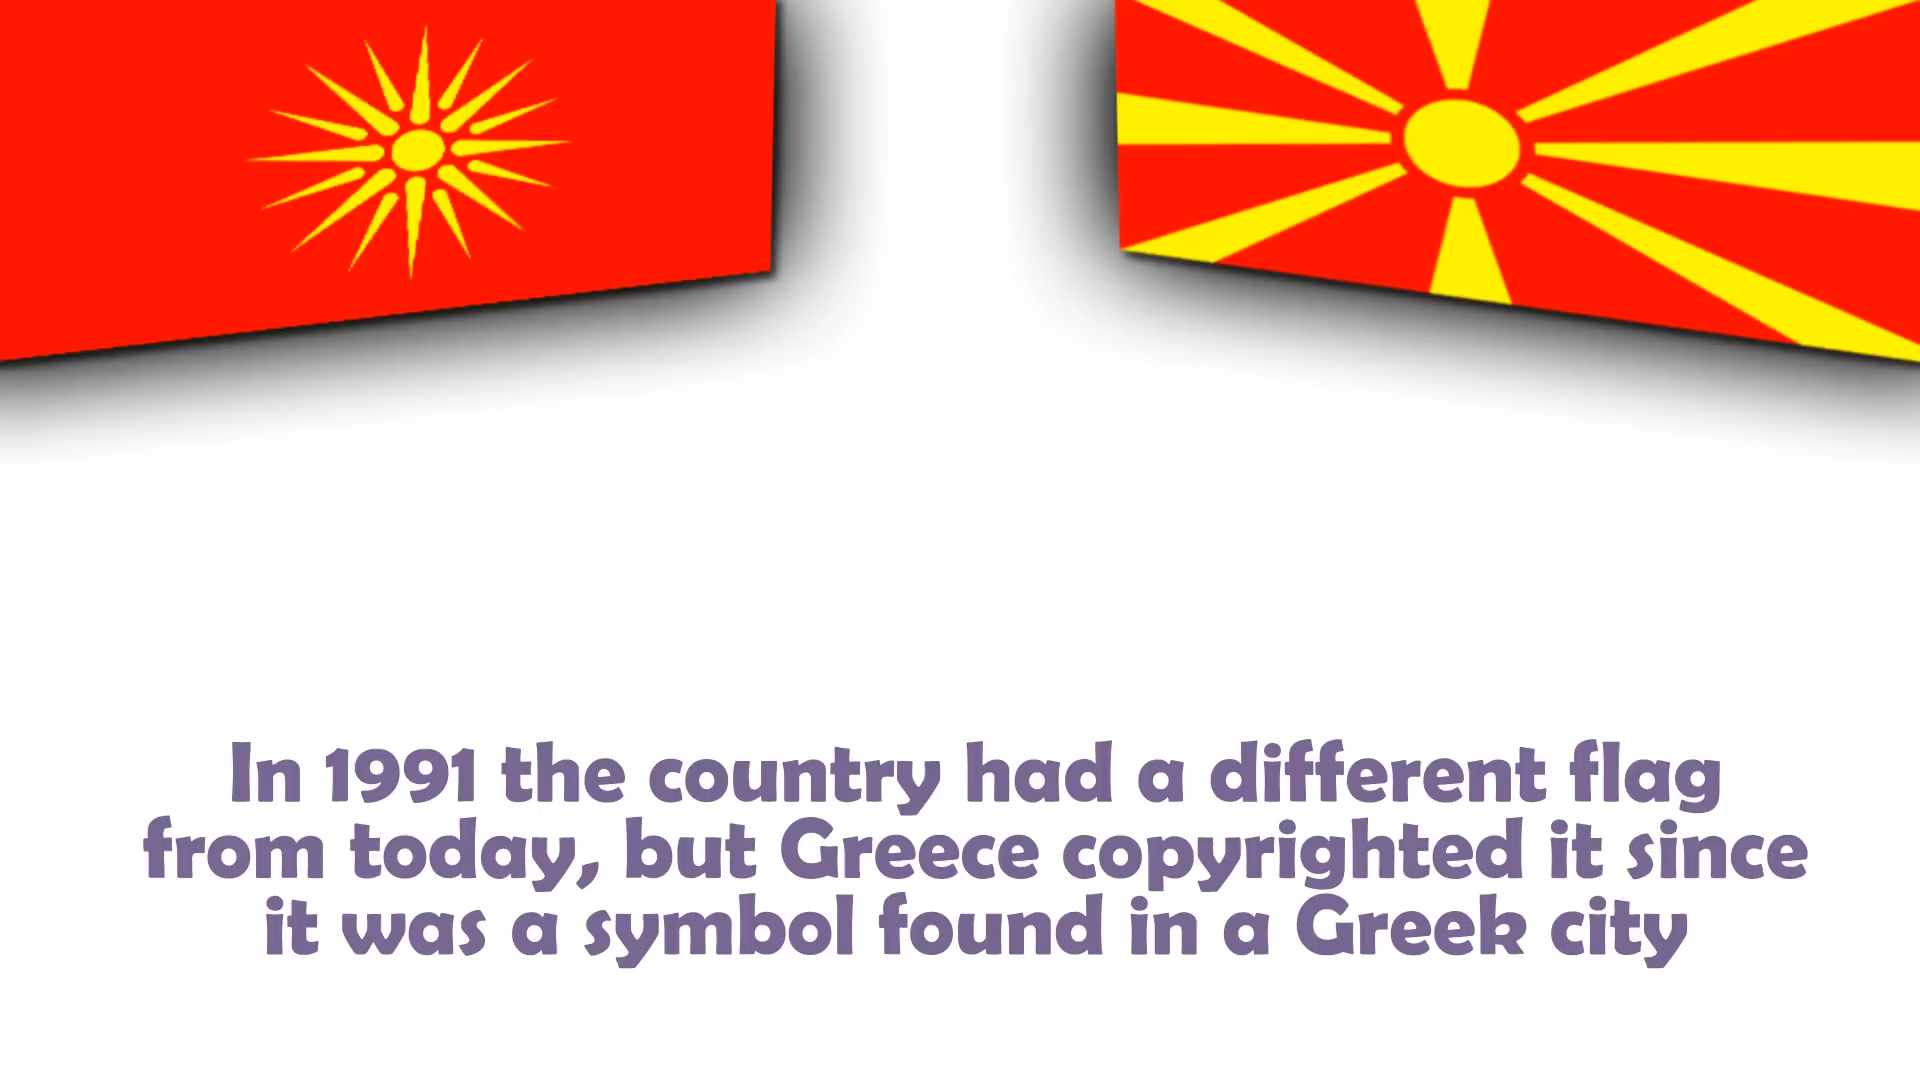 In 1991 the country had a different flag
from today, but Greece copyrighted it since
it was a symbol found in a Greek city